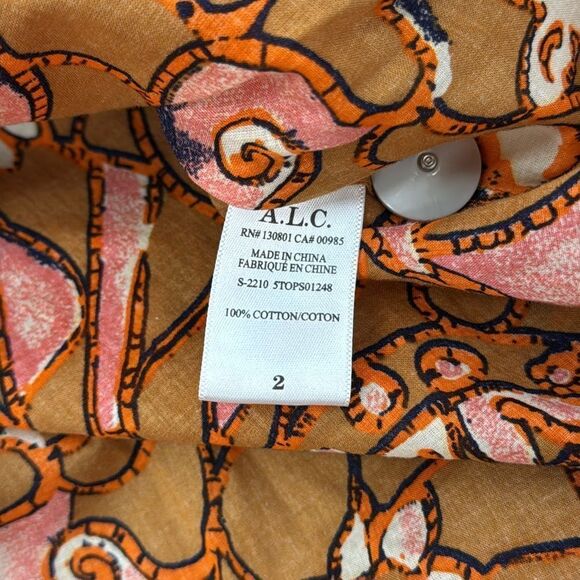 A.L.C.
RN# 130801 CA# 00985
MADE IN CHINA
FABRIQUÉ EN CHINE
S-2210 5TOPS01248
100% COTTON/COTON
2